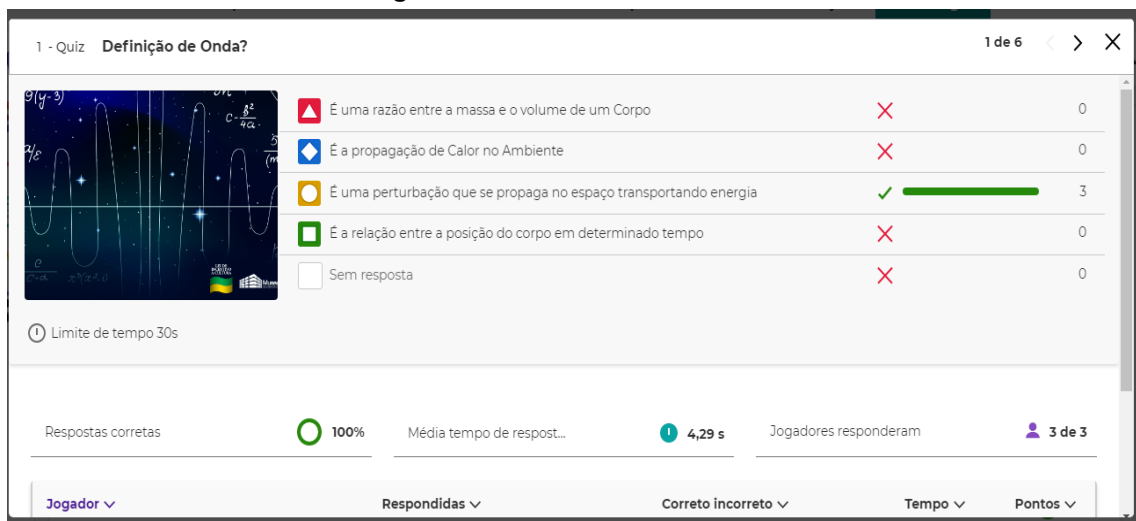 1 - Quiz Definição de Onda? 1 de 6
É uma razão entre a massa e o volume de um Corpo 0
É a propagação de Calor no Ambiente 0
É uma perturbação que se propaga no espaço transportando energia 3
É a relação entre a posição do corpo em determinado tempo 0
Sem resposta 0
Limite de tempo 30s
Respostas corretas 100% Média tempo de respost... 4,29 s Jogadores responderam 3 de 3
Jogador Respondidas Correto incorreto Tempo Pontos